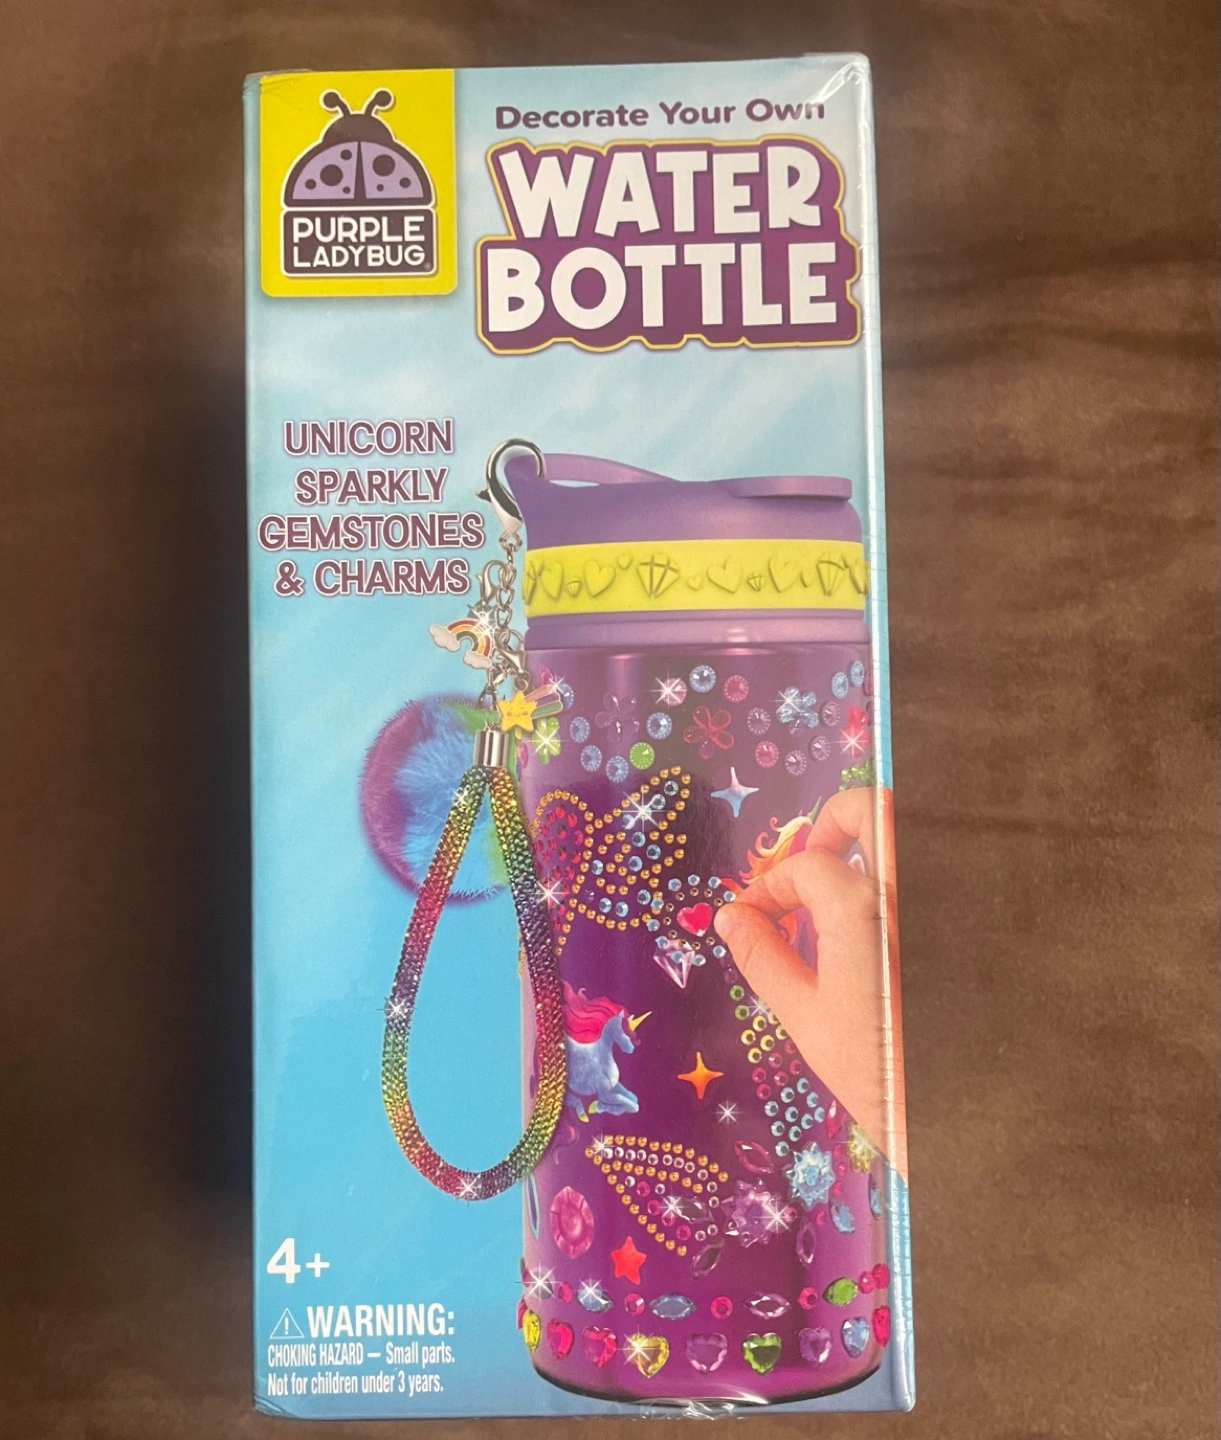 PURPLE
LADYBUG
Decorate Your Own
WATER
BOTTLE
UNICORN
SPARKLY
GEMSTONES
& CHARMS
4+
WARNING:
CHOKING HAZARD — Small parts.
Not for children under 3 years.